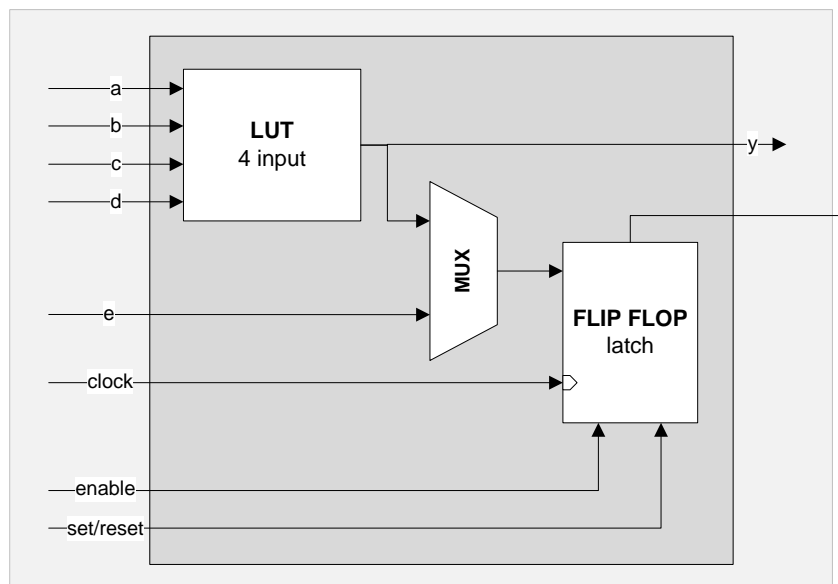 a
b
c
d
LUT
4 input
y
MUX
e
FLIP FLOP
latch
clock
enable
set/reset